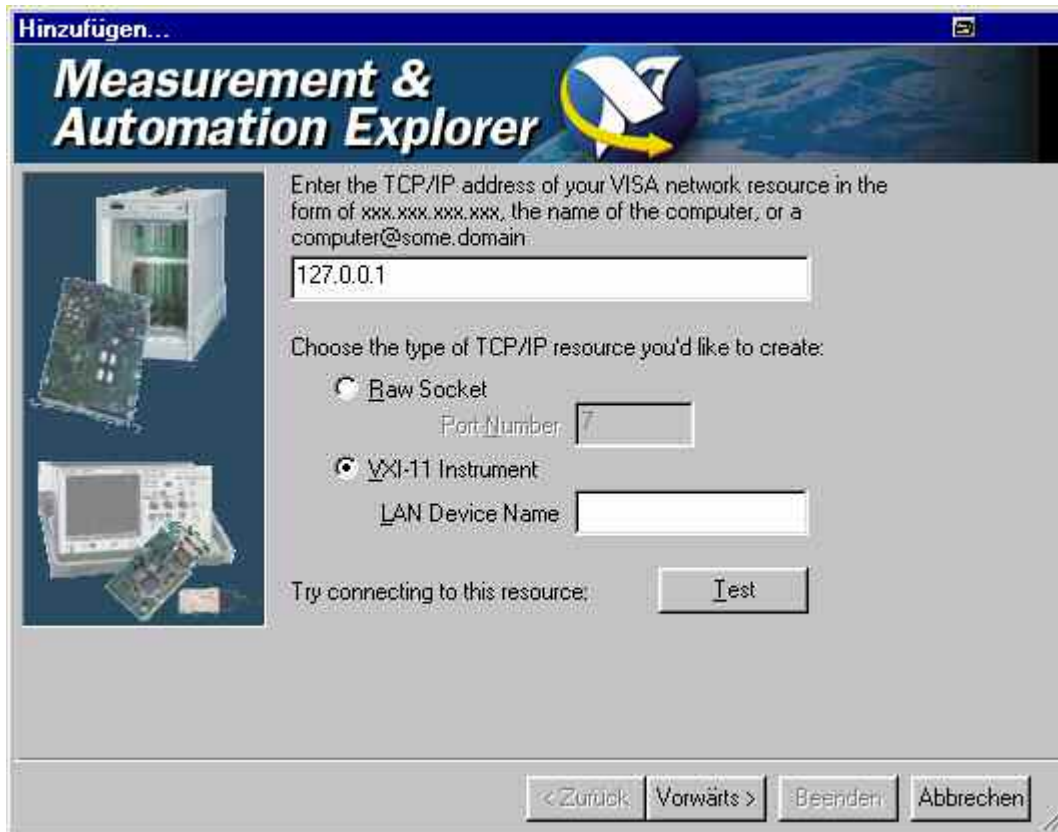 Hinzufügen...
Measurement &
Automation Explorer
Enter the TCP/IP address of your VISA network resource in the
form of xxx.xxx.xxx.xxx, the name of the computer, or a
computer@some.domain
127.0.0.1
Choose the type of TCP/IP resource you'd like to create:
Raw Socket
Port Number 7
VXI-11 Instrument
LAN Device Name
Try connecting to this resource: Test
< Zurück Vorwärts > Beenden Abbrechen